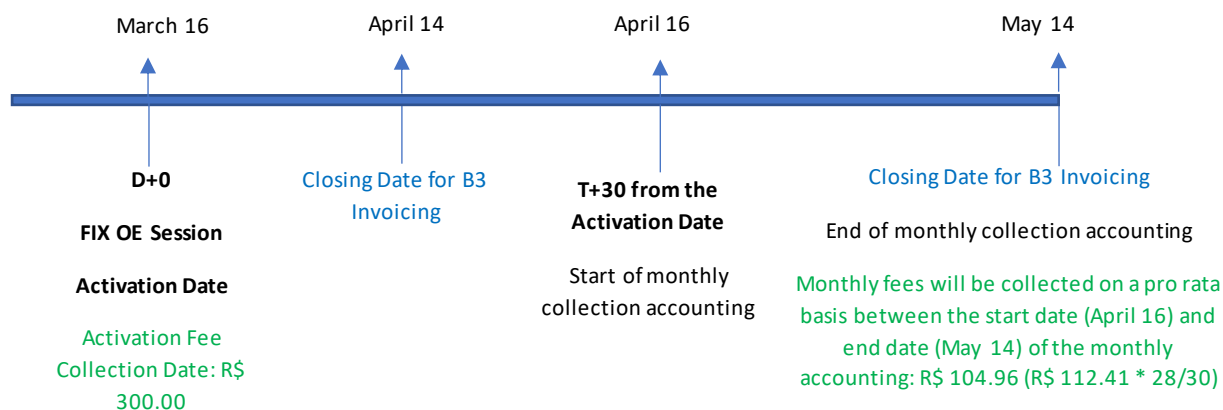 March 16
April 14
April 16
May 14
D+0
FIX OE Session
Activation Date
Activation Fee
Collection Date: R$
300.00
Closing Date for B3
Invoicing
T+30 from the
Activation Date
Start of monthly
collection accounting
Closing Date for B3 Invoicing
End of monthly collection accounting
Monthly fees will be collected on a pro rata
basis between the start date (April 16) and
end date (May 14) of the monthly
accounting: R$ 104.96 (R$ 112.41 * 28/30)